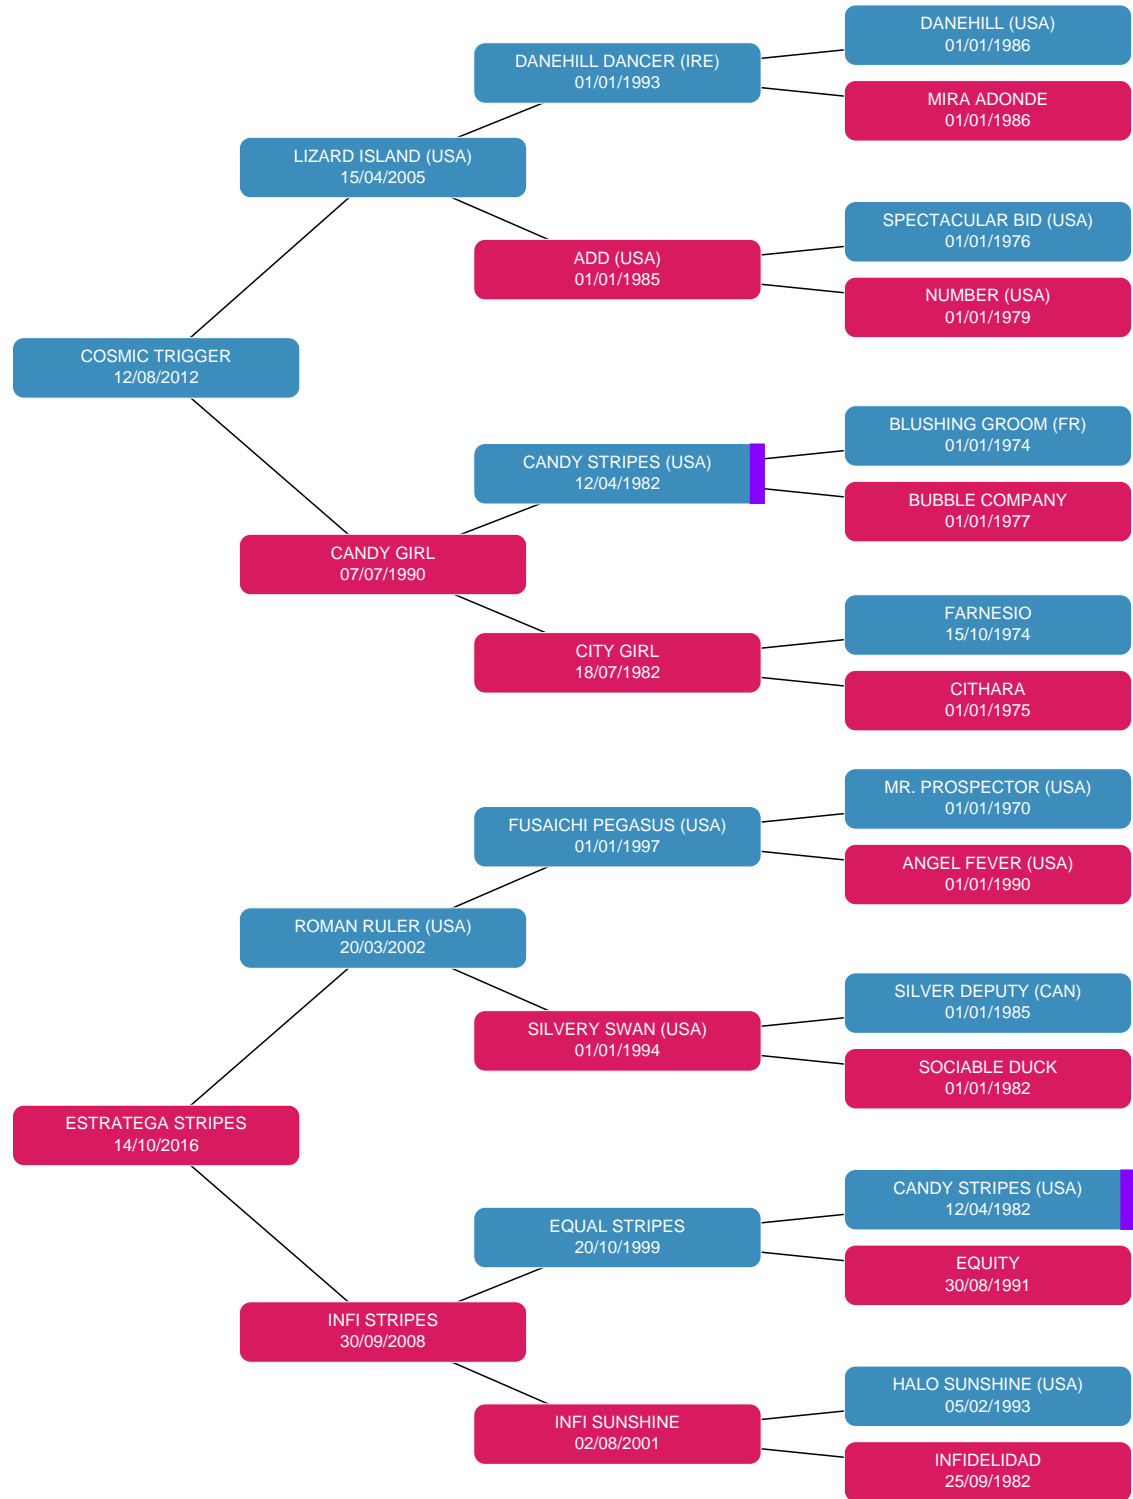 DANEHILL (USA)
01/01/1986
DANEHILL DANCER (IRE)
01/01/1993
MIRA ADONDE
01/01/1986
LIZARD ISLAND (USA)
15/04/2005
SPECTACULAR BID (USA)
01/01/1976
ADD (USA)
01/01/1985
NUMBER (USA)
01/01/1979
COSMIC TRIGGER
12/08/2012
BLUSHING GROOM (FR)
01/01/1974
CANDY STRIPES (USA)
12/04/1982
BUBBLE COMPANY
01/01/1977
CANDY GIRL
07/07/1990
FARNESIO
15/10/1974
CITY GIRL
18/07/1982
CITHARA
01/01/1975
MR. PROSPECTOR (USA)
01/01/1970
FUSAICHI PEGASUS (USA)
01/01/1997
ANGEL FEVER (USA)
01/01/1990
ROMAN RULER (USA)
20/03/2002
SILVER DEPUTY (CAN)
01/01/1985
SILVERY SWAN (USA)
01/01/1994
SOCIABLE DUCK
01/01/1982
ESTRATEGA STRIPES
14/10/2016
CANDY STRIPES (USA)
12/04/1982
EQUAL STRIPES
20/10/1999
EQUITY
30/08/1991
INFI STRIPES
30/09/2008
HALO SUNSHINE (USA)
05/02/1993
INFI SUNSHINE
02/08/2001
INFIDELIDAD
25/09/1982